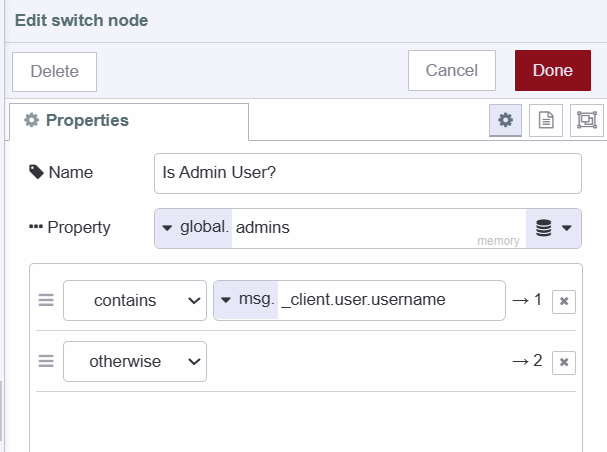 Edit switch node
Delete
Cancel
Done
Properties
Name
Is Admin User?
Property
global. admins
memory
contains
msg. _client.user.username
→ 1
otherwise
→ 2